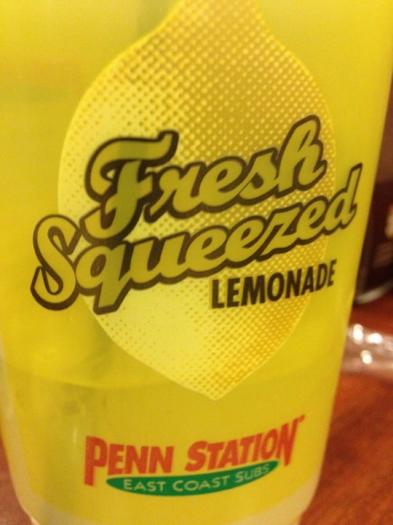 Fresh
Squeezed
LEMONADE
PENN STATION
EAST COAST SUBS